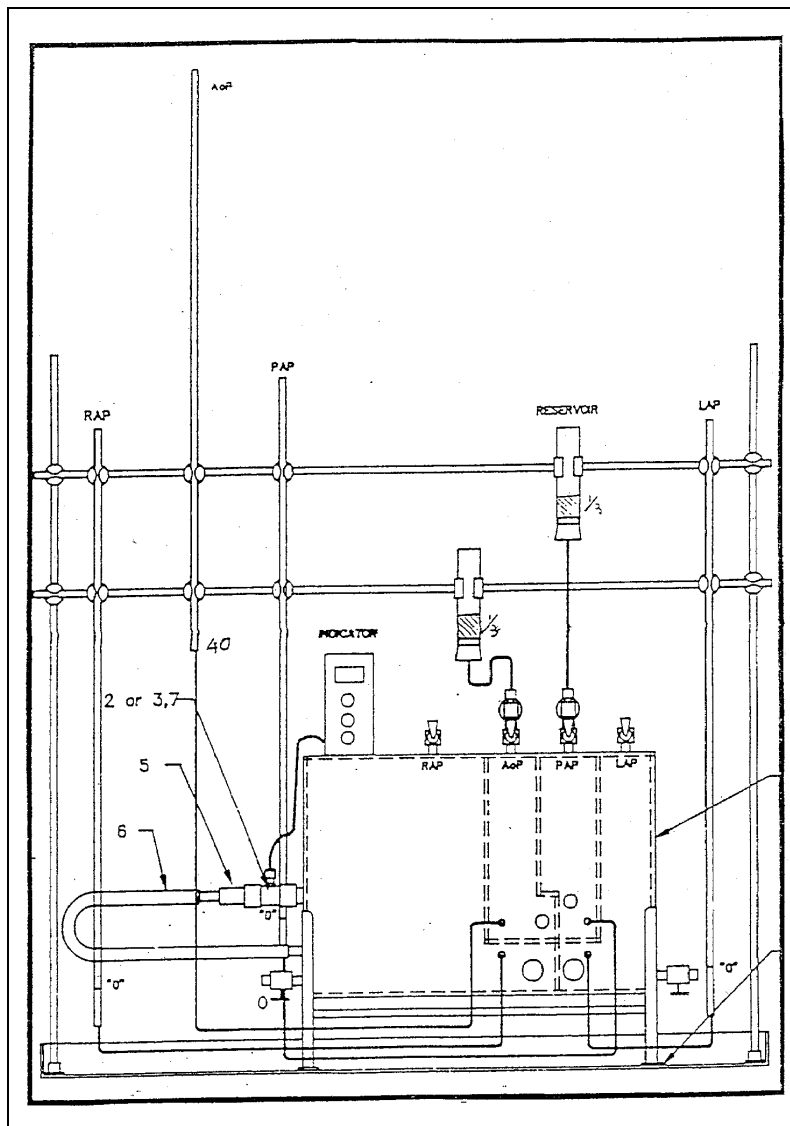 AoP
PAP
RAP
RESERVOIR
LAP
1/3
1/3
40
INDICATOR
2 or 3,7
RAP
AoP
PAP
LAP
5
6
"0"
"0"
"0"
0